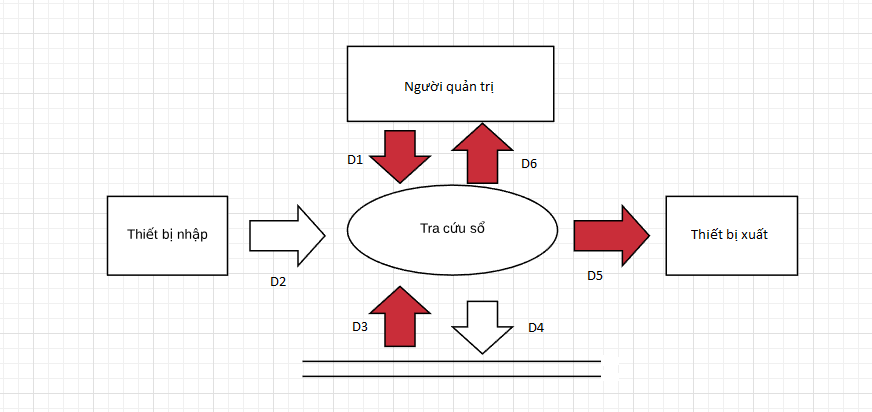 Người quản trị
D1
D6
Thiết bị nhập
Tra cứu sổ
Thiết bị xuất
D2
D5
D3
D4